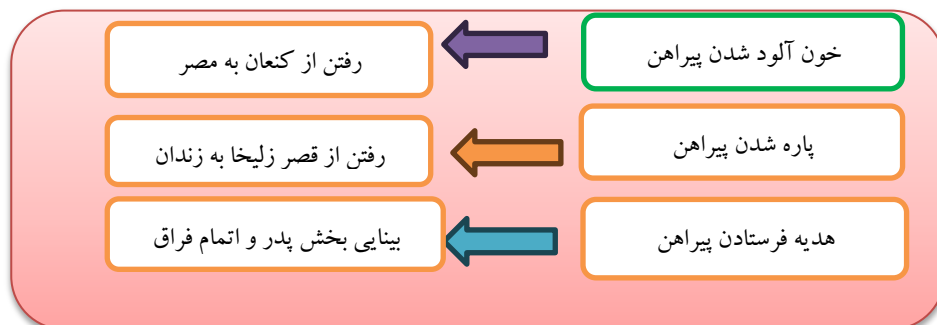 خون آلود شدن پیراهن
رفتن از کنعان به مصر
پاره شدن پیراهن
رفتن از قصر زلیخا به زندان
هدیه فرستادن پیراهن
بینایی بخش پدر و اتمام فراق